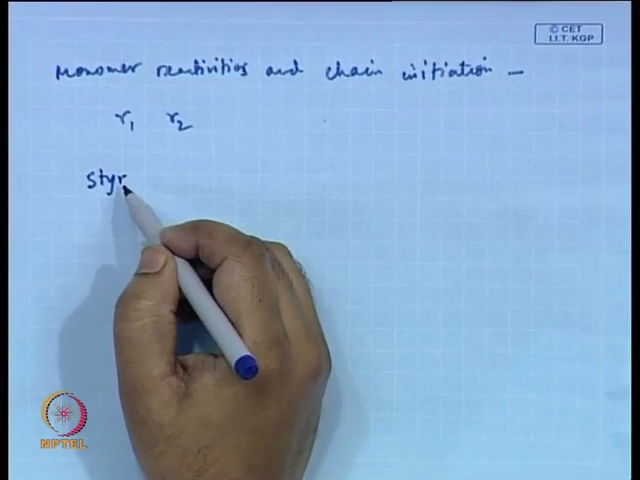 © CET
I.I.T. KGP
Monomer reactivities and chain initiation –
r1 r2
Styr
NPTEL